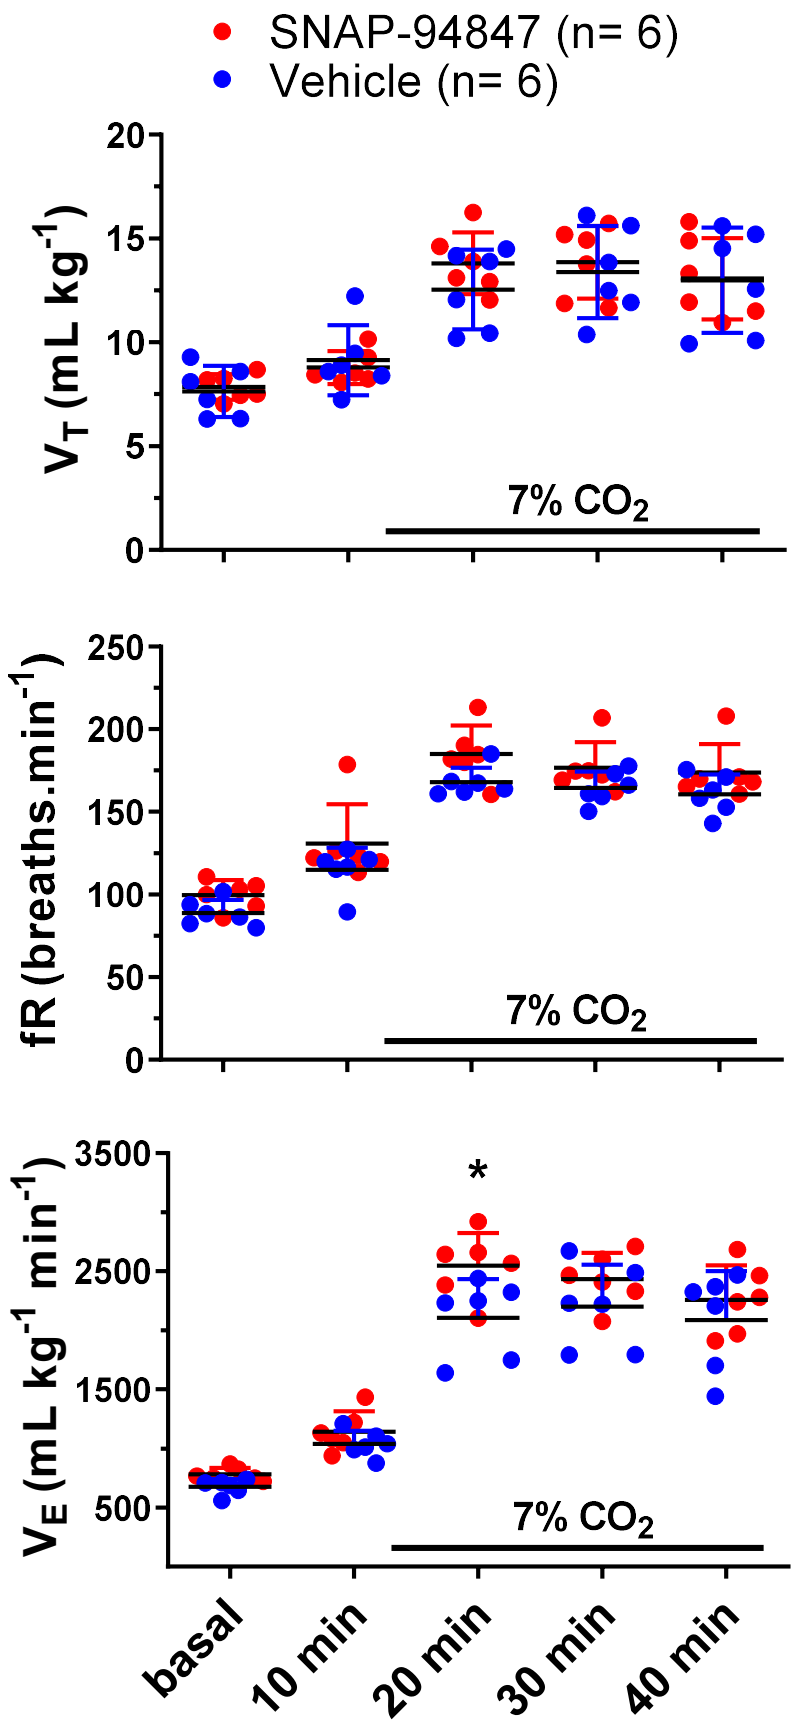 SNAP-94847 (n= 6)
Vehicle (n= 6)
V_T (mL kg⁻¹)
20
15
10
5
0
7% CO₂
fR (breaths.min⁻¹)
250
200
150
100
50
0
7% CO₂
V_E (mL kg⁻¹ min⁻¹)
3500
2500
1500
500
*
7% CO₂
basal
10 min
20 min
30 min
40 min